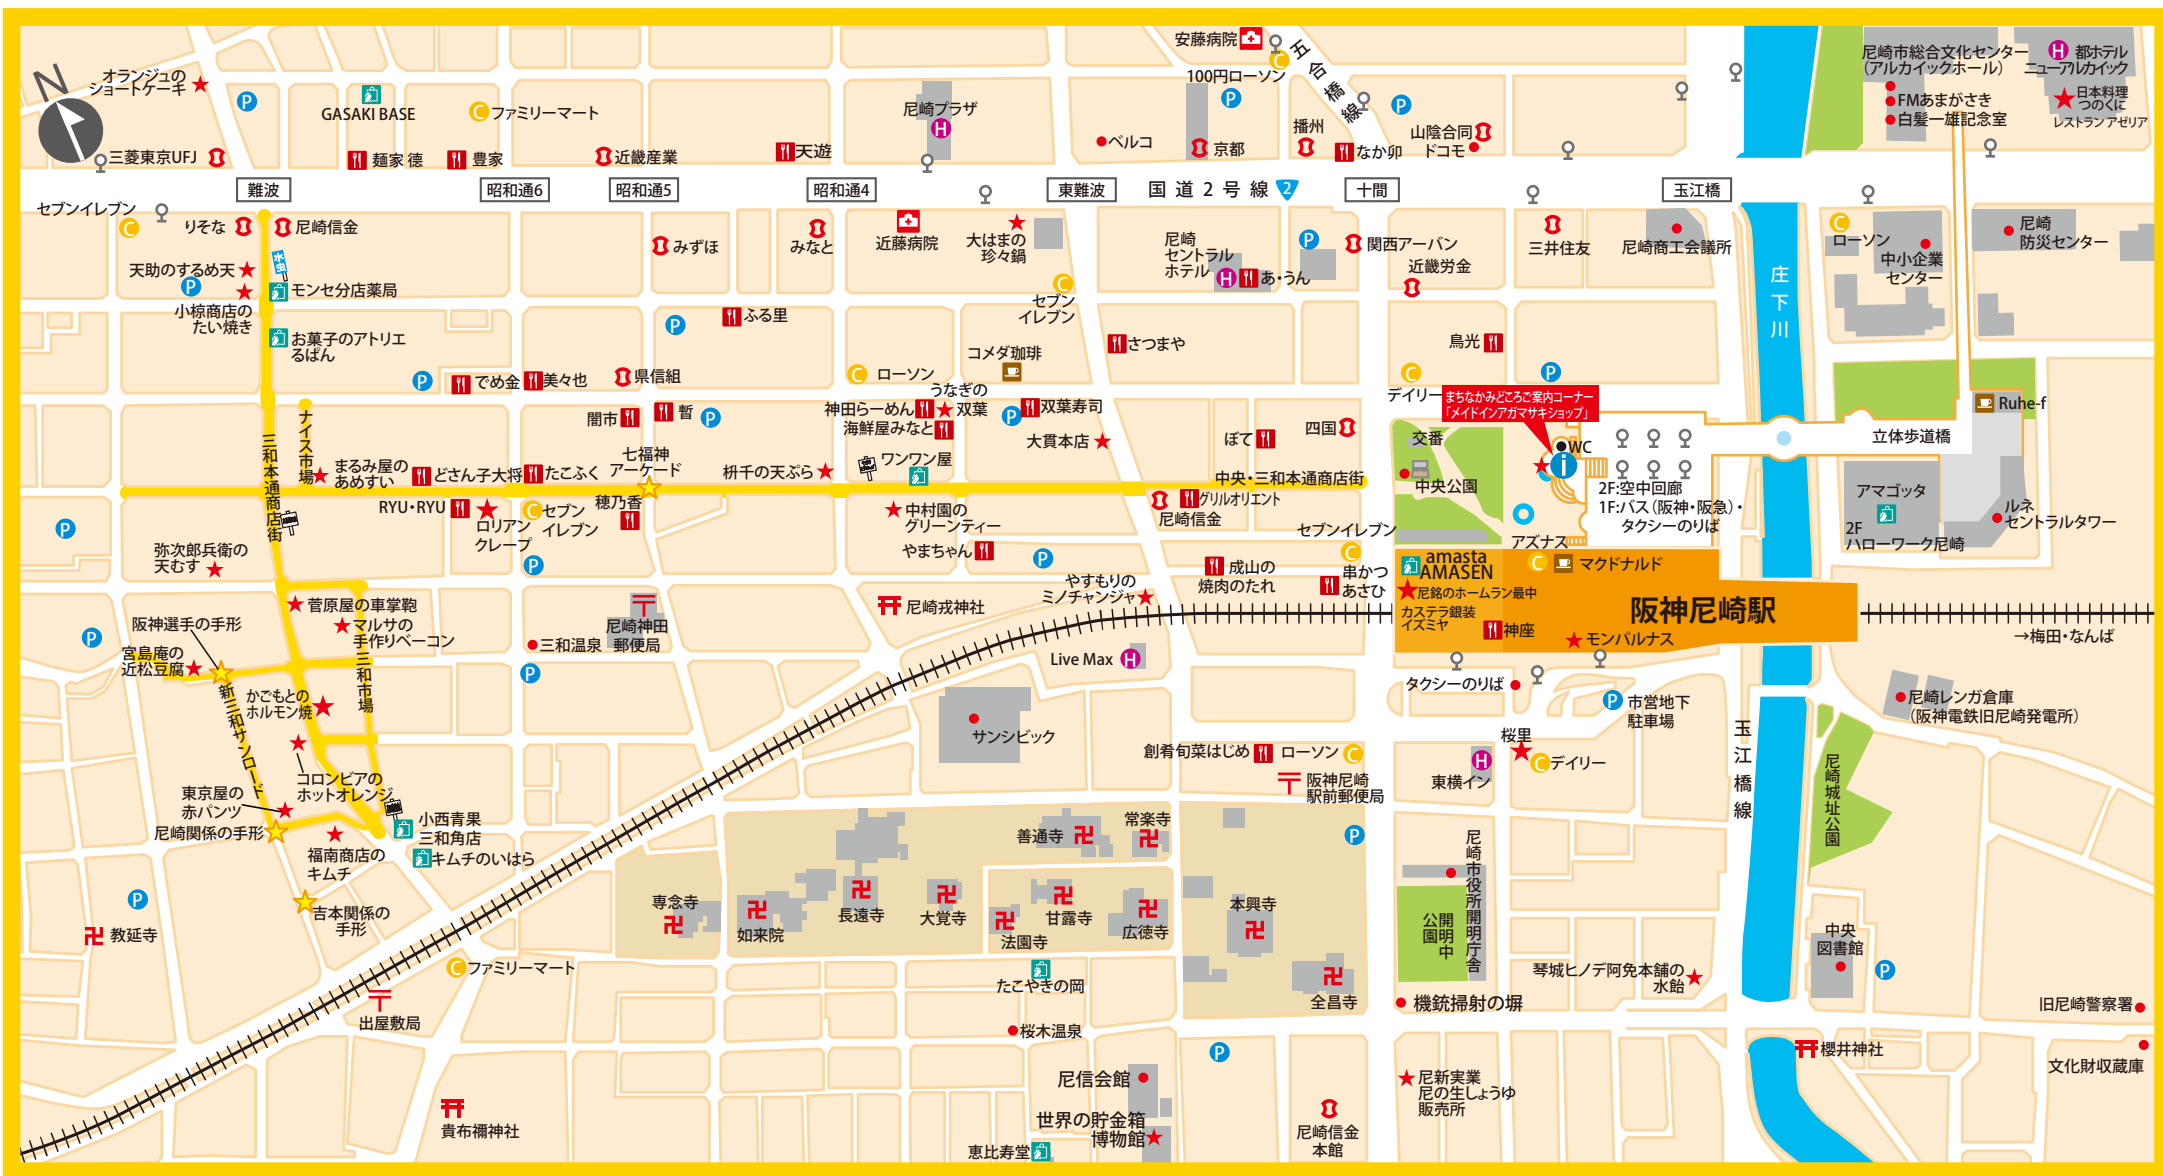 N
オランジュの
ショートケーキ
P
GASAKI BASE
C ファミリーマート
三菱東京UFJ
麺家 徳
豊家
近畿産業
天遊
尼崎プラザ
H
安藤病院
C
100円ローソン
P
五合橋線
P
ベルコ
京都
播州
なか卯
山陰合同
ドコモ
尼崎市総合文化センター
(アルカイックホール)
H 都ホテル
ニューアルカイック
FMあまがさき
白髪一雄記念室
日本料理
つのくに
レストラン アゼリア
難波
昭和通6
昭和通5
昭和通4
東難波
国道2号線 2
十間
玉江橋
セブンイレブン
C
りそな
尼崎信金
水虫
天助のするめ天
P
小椋商店の
たい焼き
モンセ分店薬局
お菓子のアトリエ
るぱん
みずほ
みなと
近藤病院
大はまの
珍々鍋
C
セブン
イレブン
尼崎
セントラル
ホテル
H
あ・うん
P
関西アーバン
近畿労金
三井住友
尼崎商工会議所
庄下川
C
ローソン
中小企業
センター
尼崎
防災センター
P
ふる里
さつまや
鳥光
コメダ珈琲
P
でめ金
美々也
県信組
C ローソン
うなぎの
双葉
神田らーめん
海鮮屋みなと
P
双葉寿司
大貫本店
C
デイリー
P
まちなかみどころご案内コーナー
「メイドインアガマサキショップ」
闇市
暫
P
ぼて
四国
交番
WC
i
中央公園
立体歩道橋
Ruhe-f
ナイス市場
三和本通商店街
まるみ屋の
あめすい
どさん子大将
たこふく
七福神
アーケード
枡千の天ぷら
ワンワン屋
中央・三和本通商店街
グリルオリエント
尼崎信金
2F:空中回廊
1F:バス(阪神・阪急)・
タクシーのりば
アマゴッタ
2F
ハローワーク尼崎
ルネ
セントラルタワー
P
RYU・RYU
ロリアン
クレープ
C セブン
イレブン
穂乃香
中村園の
グリーンティー
やまちゃん
P
P
セブンイレブン
C
アズナス
C
マクドナルド
弥次郎兵衛の
天むす
やすもりの
ミノチャンジャ
成山の
焼肉のたれ
串かつ
あさひ
amasta
AMASEN
尼銘のホームラン最中
カステラ銀装
イズミヤ
神座
モンパルナス
阪神尼崎駅
→梅田・なんば
菅原屋の車掌鞄
マルサの
手作りベーコン
阪神選手の手形
P
宮島庵の
近松豆腐
三和市場
三和温泉
尼崎神田
郵便局
尼崎戎神社
P
Live Max H
タクシーのりば
P 市営地下
駐車場
尼崎レンガ倉庫
(阪神電鉄旧尼崎発電所)
新三和サンロード
かごもとの
ホルモン焼
サンシビック
玉江橋線
コロンビアの
ホットオレンジ
創肴旬菜はじめ
ローソン C
阪神尼崎
駅前郵便局
H
東横イン
桜里
C デイリー
尼崎城址公園
東京屋の
赤パンツ
尼崎関係の手形
小西青果
三和角店
キムチのいはら
福南商店の
キムチ
善通寺
常楽寺
P
吉本関係の
手形
P
教延寺
専念寺
如来院
長遠寺
大覚寺
法園寺
甘露寺
広徳寺
本興寺
全昌寺
尼崎市役所開明庁舎
開明中
公園
中央
図書館
P
C ファミリーマート
出屋敷局
たこやきの岡
桜木温泉
琴城ヒノデ阿免本舗の
水飴
機銃掃射の塀
旧尼崎警察署
P
櫻井神社
文化財収蔵庫
尼信会館
世界の貯金箱
博物館
恵比寿堂
尼崎信金
本館
尼新実業
尼の生しょうゆ
販売所
貴布禰神社